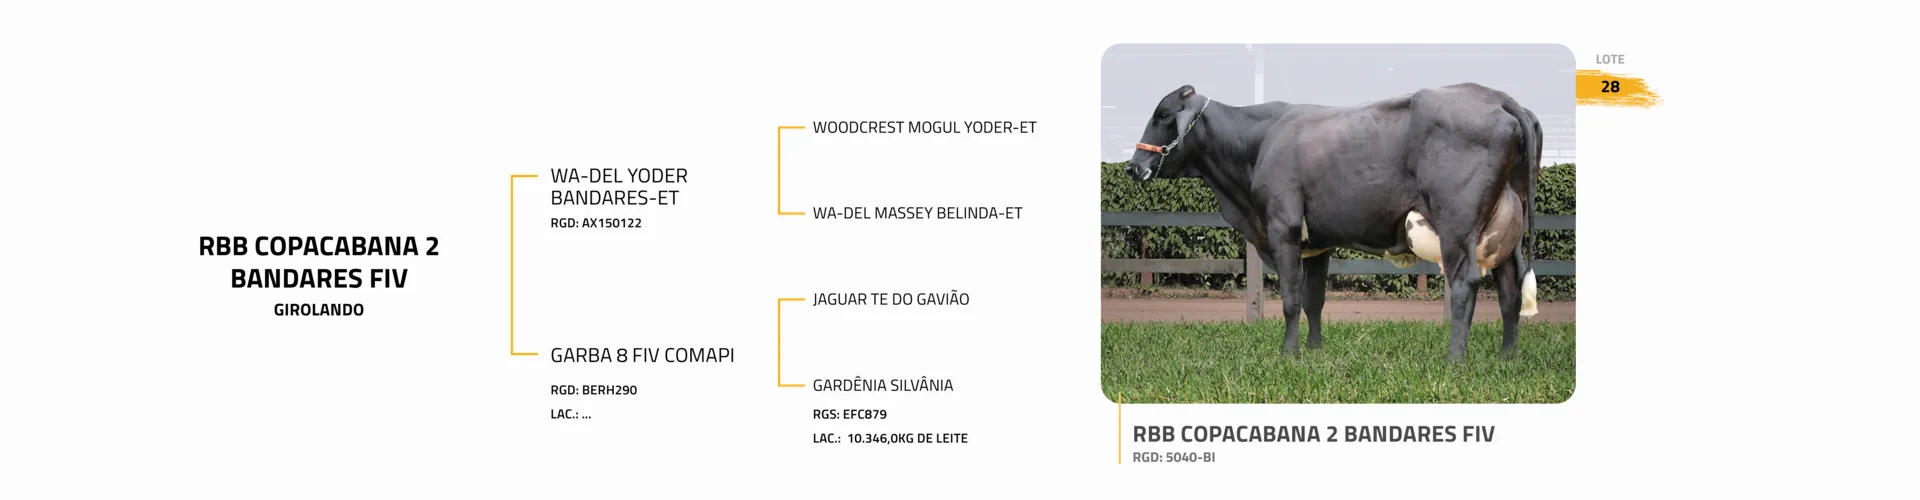 RBB COPACABANA 2
BANDARES FIV
GIROLANDO
WA-DEL YODER
BANDARES-ET
RGD: AX150122
GARBA 8 FIV COMAPI
RGD: BERH290
LAC.: ...
WOODCREST MOGUL YODER-ET
WA-DEL MASSEY BELINDA-ET
JAGUAR TE DO GAVIÃO
GARDÊNIA SILVÂNIA
RGS: EFC879
LAC.: 10.346,0KG DE LEITE
LOTE
28
RBB COPACABANA 2 BANDARES FIV
RGD: 5040-BI